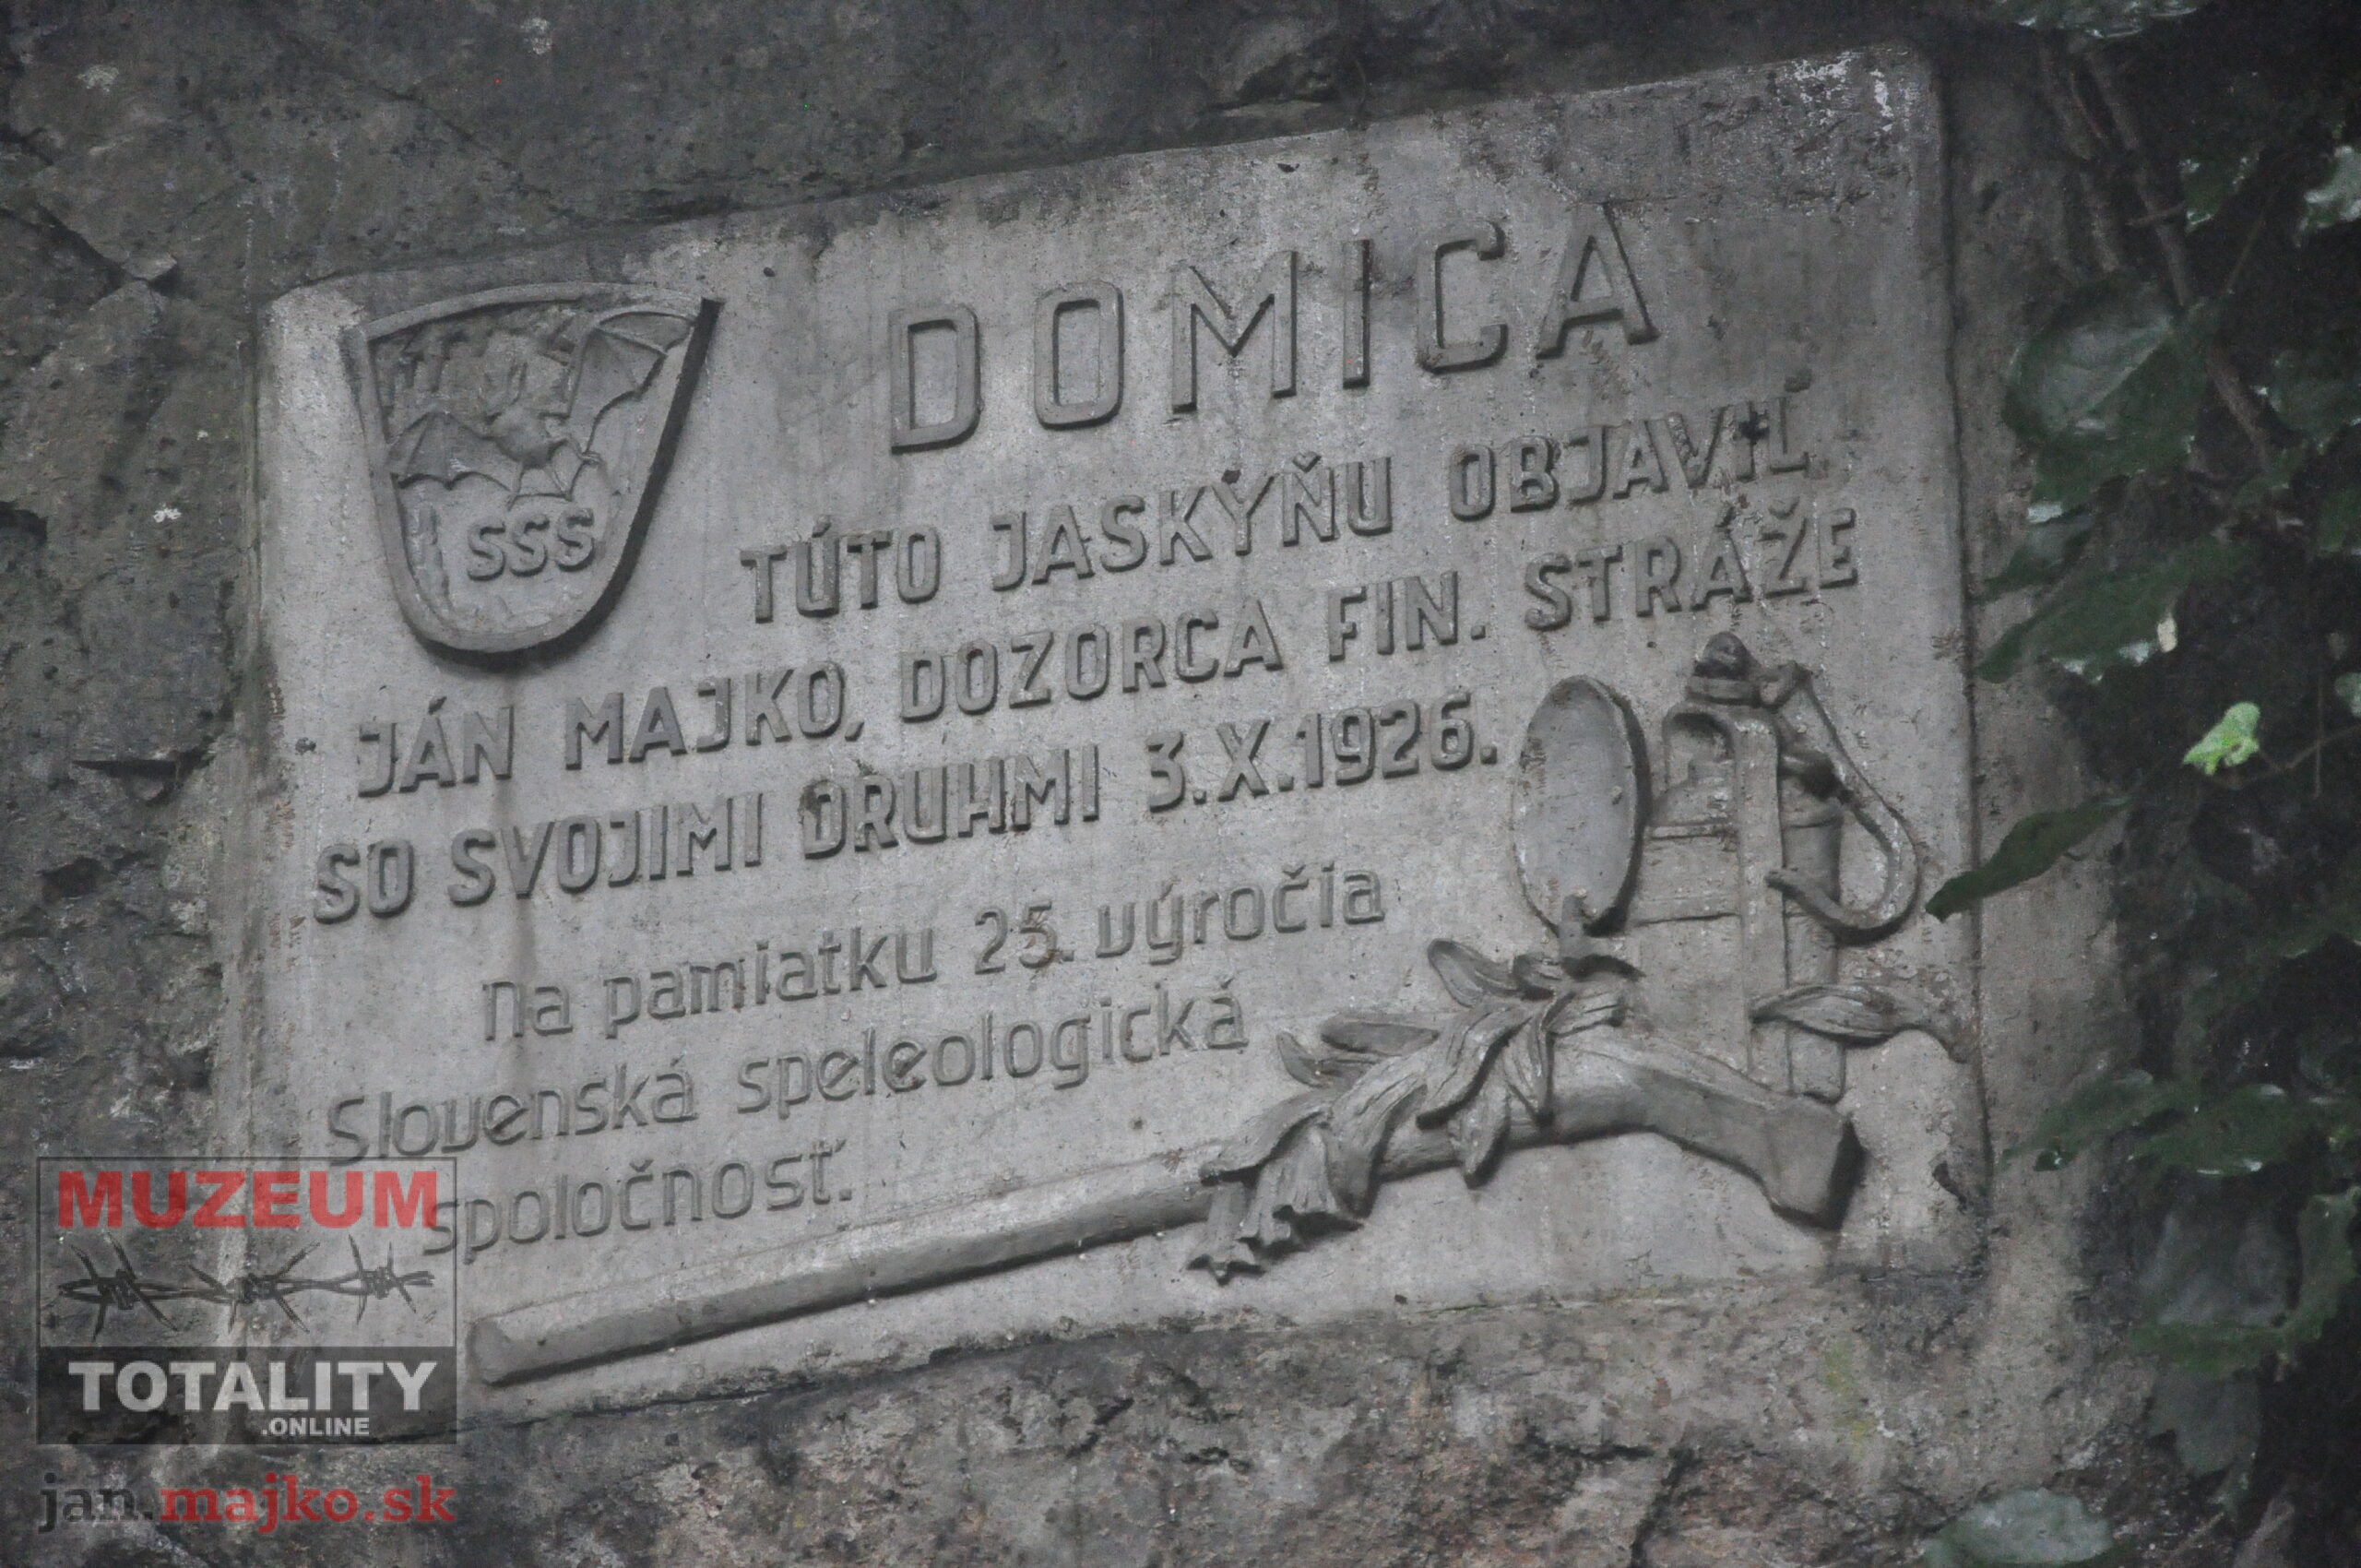 DOMICA
SSS
TÚTO JASKYŇU OBJAVIL
JÁN MAJKO, DOZORCA FIN. STRÁŽE
SO SVOJIMI DRUHMI 3.X.1926.
Na pamiatku 25. výročia
Slovenská speleologická
spoločnosť.
MUZEUM
TOTALITY
.ONLINE
jan.majko.sk